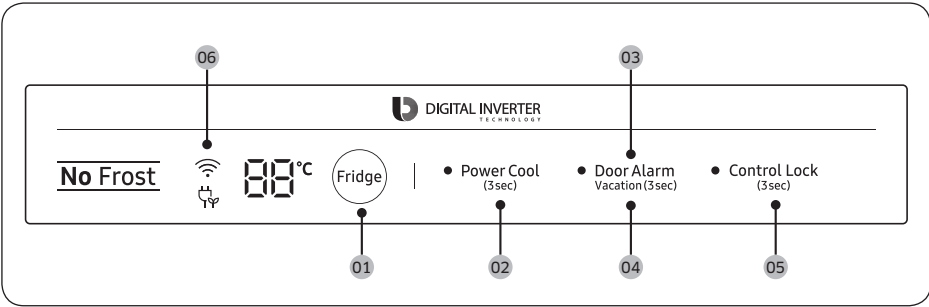 06
03
DIGITAL INVERTER
TECHNOLOGY
No Frost
88°C
Fridge
Power Cool
(3sec)
Door Alarm
Vacation(3sec)
Control Lock
(3sec)
01
02
04
05